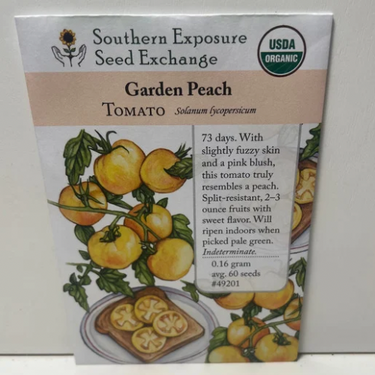 Southern Exposure
Seed Exchange
USDA
ORGANIC
Garden Peach
TOMATO Solanum lycopersicum
73 days. With
slightly fuzzy skin
and a pink blush,
this tomato truly
resembles a peach.
Split-resistant, 2–3
ounce fruits with
sweet flavor. Will
ripen indoors when
picked pale green.
Indeterminate.
0.16 gram
avg. 60 seeds
#49201